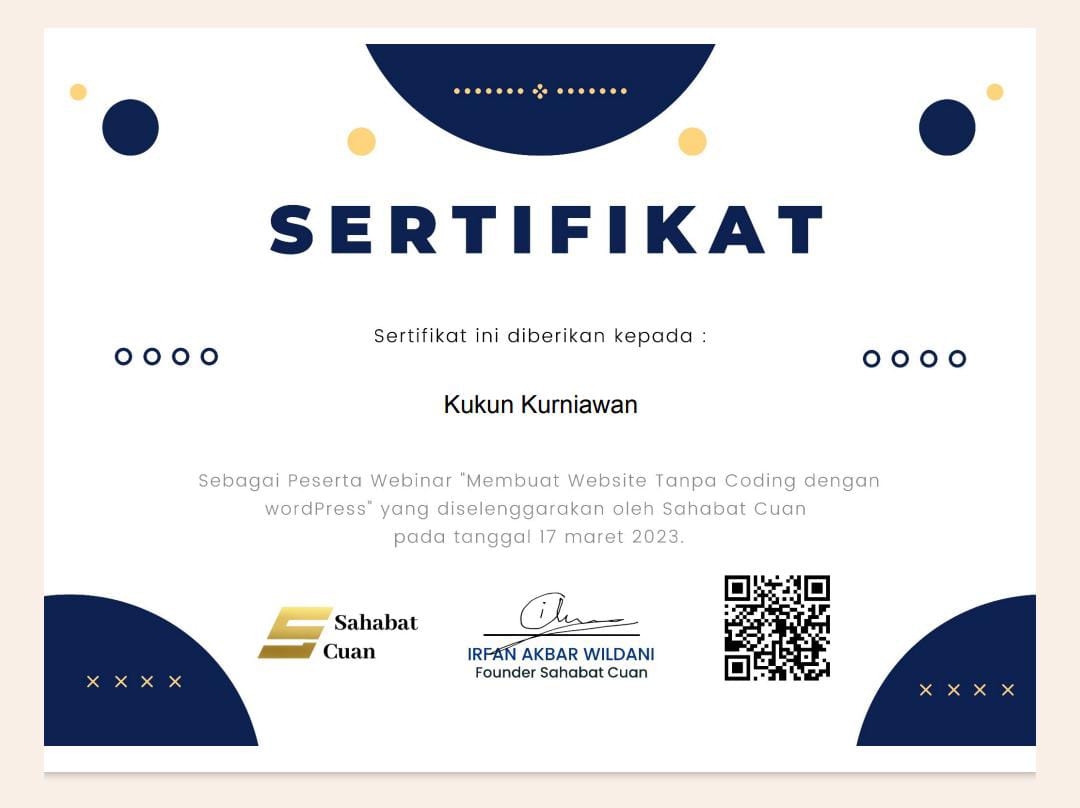 SERTIFIKAT
Sertifikat ini diberikan kepada :
Kukun Kurniawan
Sebagai Peserta Webinar "Membuat Website Tanpa Coding dengan
wordPress" yang diselenggarakan oleh Sahabat Cuan
pada tanggal 17 maret 2023.
Sahabat
Cuan
IRFAN AKBAR WILDANI
Founder Sahabat Cuan